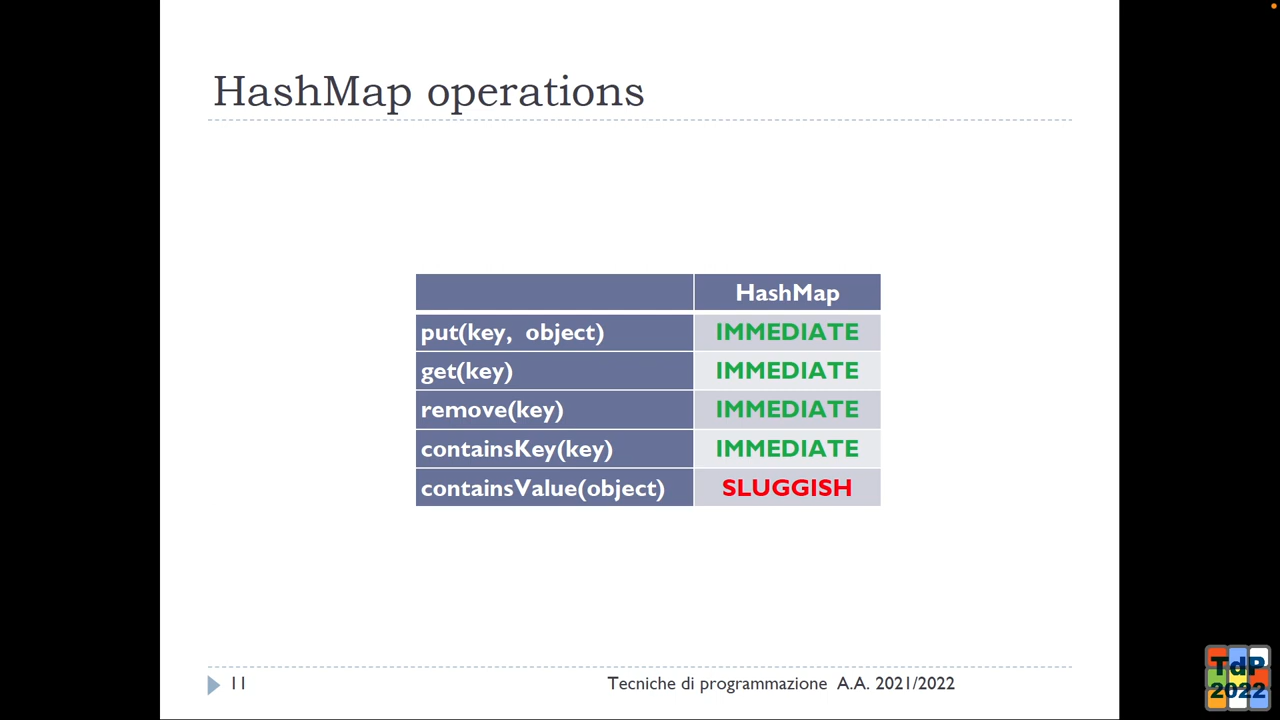 HashMap operations
HashMap
put(key, object) IMMEDIATE
get(key) IMMEDIATE
remove(key) IMMEDIATE
containsKey(key) IMMEDIATE
containsValue(object) SLUGGISH
11 Tecniche di programmazione A.A. 2021/2022
TdP
2022